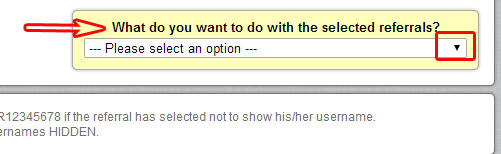 What do you want to do with the selected referrals?
--- Please select an option ---
R12345678 if the referral has selected not to show his/her username.
ernames HIDDEN.